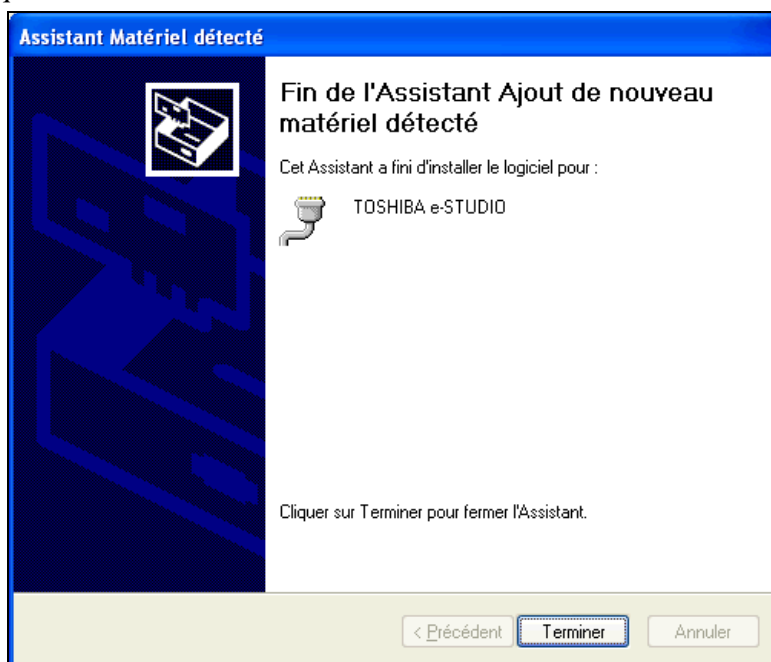 Assistant Matériel détecté
Fin de l'Assistant Ajout de nouveau
matériel détecté
Cet Assistant a fini d'installer le logiciel pour :
TOSHIBA e-STUDIO
Cliquer sur Terminer pour fermer l'Assistant.
< Précédent Terminer Annuler